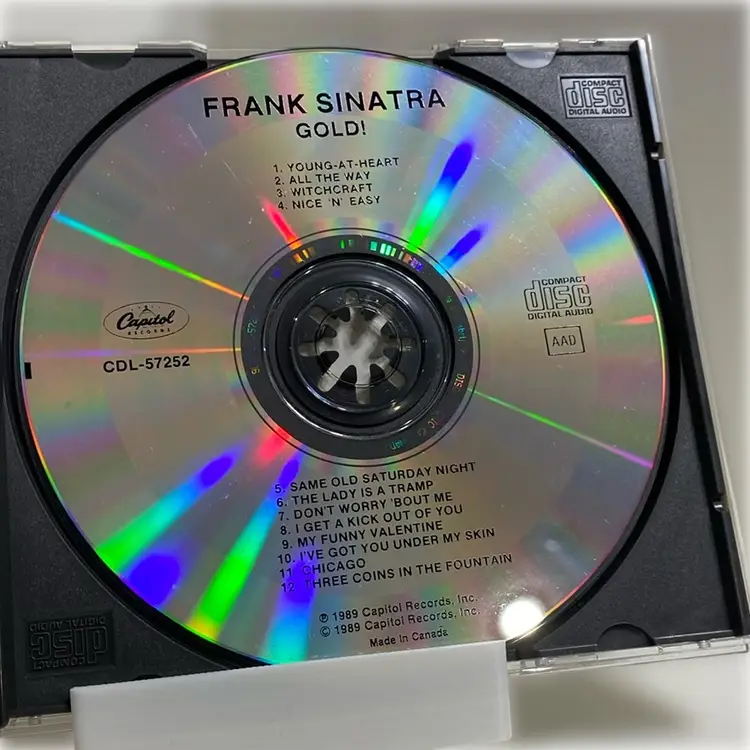 FRANK SINATRA
GOLD!
1. YOUNG-AT-HEART
2. ALL THE WAY
3. WITCHCRAFT
4. NICE 'N' EASY
COMPACT
disc
DIGITAL AUDIO
COMPACT
disc
DIGITAL AUDIO
AAD
Capitol
RECORDS
CDL-57252
5. SAME OLD SATURDAY NIGHT
6. THE LADY IS A TRAMP
7. DON'T WORRY 'BOUT ME
8. I GET A KICK OUT OF YOU
9. MY FUNNY VALENTINE
10. I'VE GOT YOU UNDER MY SKIN
11. CHICAGO
12. THREE COINS IN THE FOUNTAIN
℗ 1989 Capitol Records, Inc.
© 1989 Capitol Records, Inc.
Made In Canada
COMPACT
disc
DIGITAL AUDIO